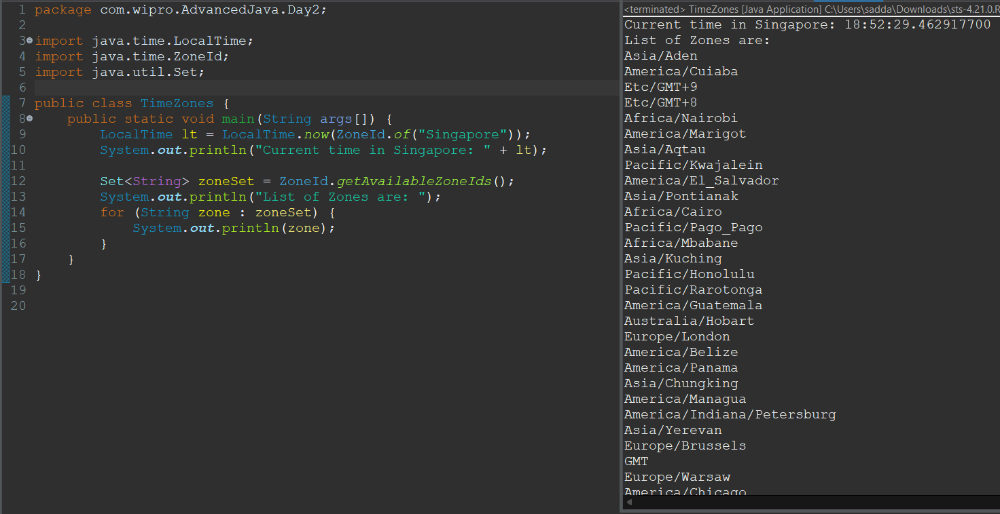 1 package com.wipro.AdvancedJava.Day2;
2
3 import java.time.LocalTime;
4 import java.time.ZoneId;
5 import java.util.Set;
6
7 public class TimeZones {
8     public static void main(String args[]) {
9         LocalTime lt = LocalTime.now(ZoneId.of("Singapore"));
10         System.out.println("Current time in Singapore: " + lt);
11
12         Set<String> zoneSet = ZoneId.getAvailableZoneIds();
13         System.out.println("List of Zones are: ");
14         for (String zone : zoneSet) {
15             System.out.println(zone);
16         }
17     }
18 }
19
20
<terminated> TimeZones [Java Application] C:\Users\sadda\Downloads\sts-4.21.0.R
Current time in Singapore: 18:52:29.462917700
List of Zones are:
Asia/Aden
America/Cuiaba
Etc/GMT+9
Etc/GMT+8
Africa/Nairobi
America/Marigot
Asia/Aqtau
Pacific/Kwajalein
America/El_Salvador
Asia/Pontianak
Africa/Cairo
Pacific/Pago_Pago
Africa/Mbabane
Asia/Kuching
Pacific/Honolulu
Pacific/Rarotonga
America/Guatemala
Australia/Hobart
Europe/London
America/Belize
America/Panama
Asia/Chungking
America/Managua
America/Indiana/Petersburg
Asia/Yerevan
Europe/Brussels
GMT
Europe/Warsaw
America/Chicago